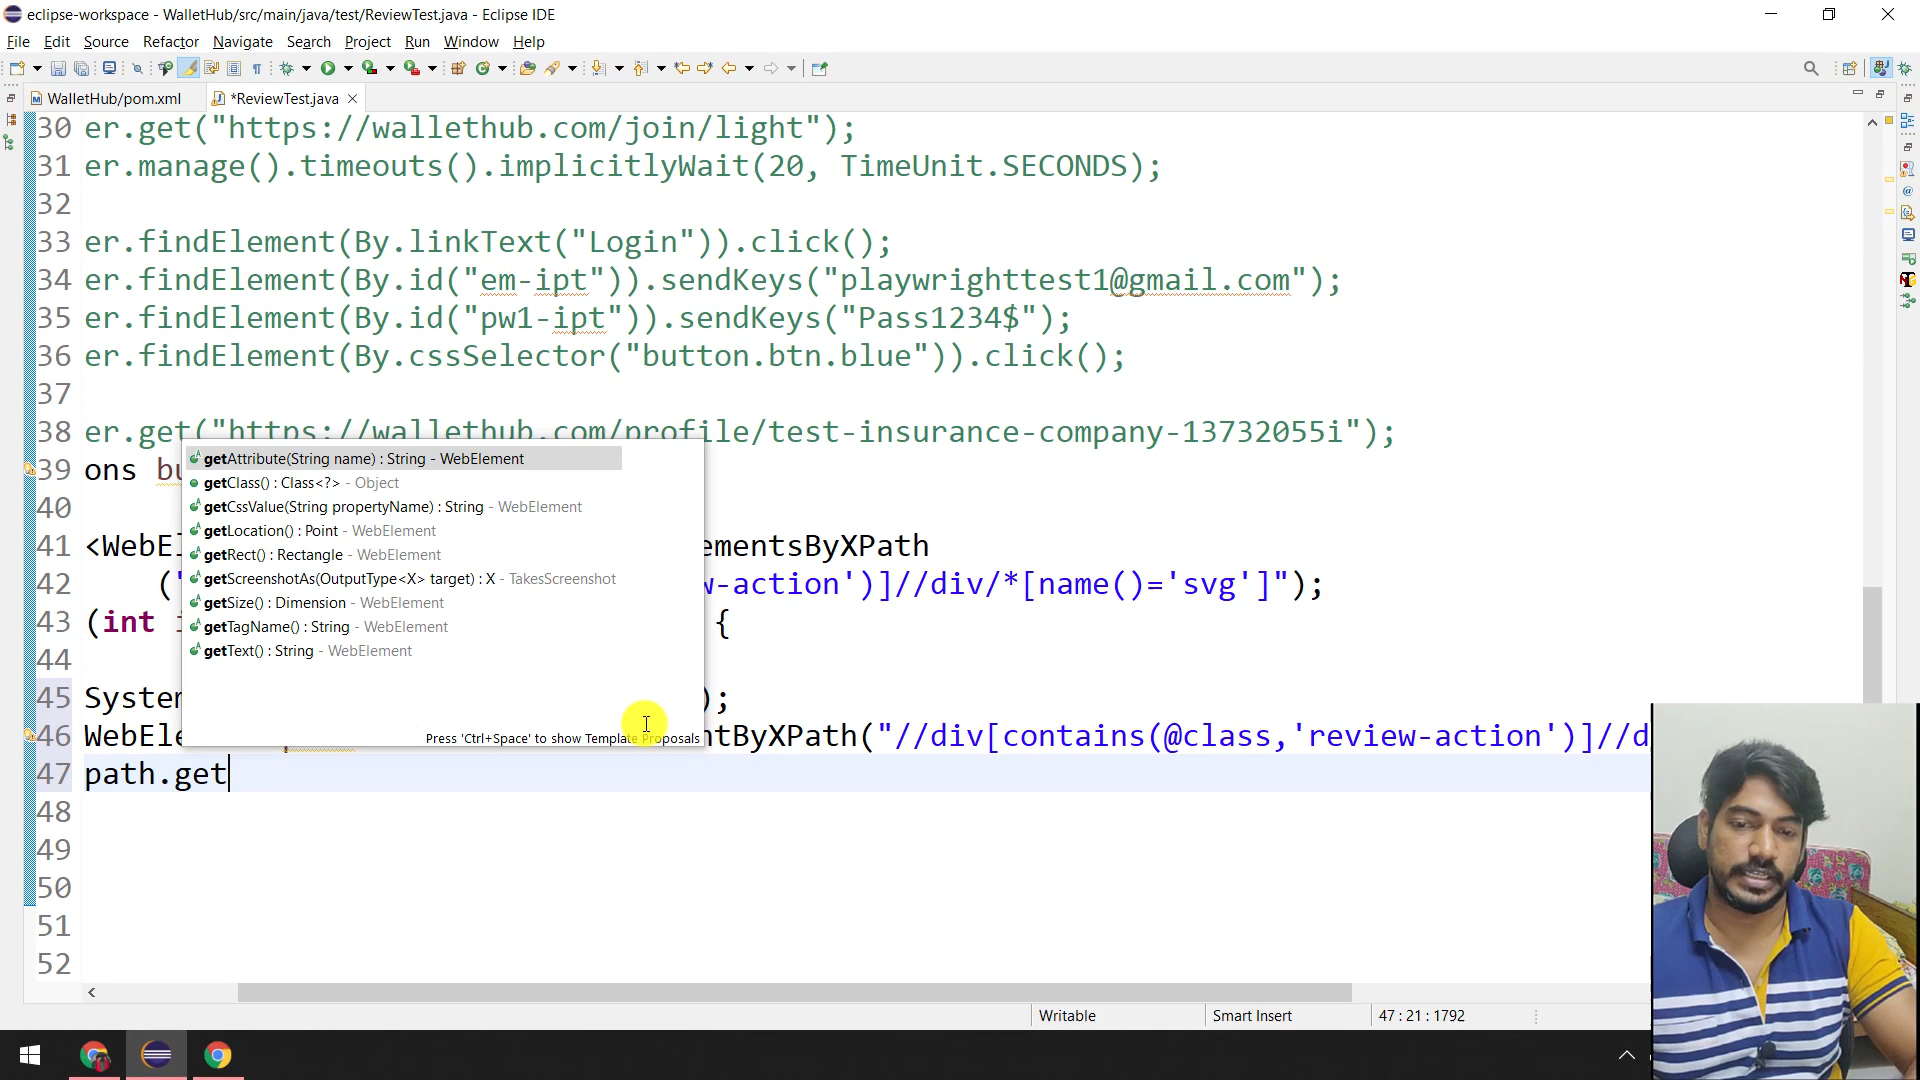 eclipse-workspace - WalletHub/src/main/java/test/ReviewTest.java - Eclipse IDE
File Edit Source Refactor Navigate Search Project Run Window Help
WalletHub/pom.xml *ReviewTest.java
30 er.get("https://wallethub.com/join/light");
31 er.manage().timeouts().implicitlyWait(20, TimeUnit.SECONDS);
32
33 er.findElement(By.linkText("Login")).click();
34 er.findElement(By.id("em-ipt")).sendKeys("playwrighttest1@gmail.com");
35 er.findElement(By.id("pw1-ipt")).sendKeys("Pass1234$");
36 er.findElement(By.cssSelector("button.btn.blue")).click();
37
38 er.get("https://wallethub.com/profile/test-insurance-company-13732055i");
39 ons bu
40
41 <WebEl ementsByXPath
42 (" w-action')]//div/*[name()='svg']");
43 (int i {
44
45 System );
46 WebEle ntByXPath("//div[contains(@class,'review-action')]//d
47 path.get
48
49
50
51
52
getAttribute(String name) : String - WebElement
getClass() : Class<?> - Object
getCssValue(String propertyName) : String - WebElement
getLocation() : Point - WebElement
getRect() : Rectangle - WebElement
getScreenshotAs(OutputType<X> target) : X - TakesScreenshot
getSize() : Dimension - WebElement
getTagName() : String - WebElement
getText() : String - WebElement
Press 'Ctrl+Space' to show Template Proposals
Writable Smart Insert 47 : 21 : 1792